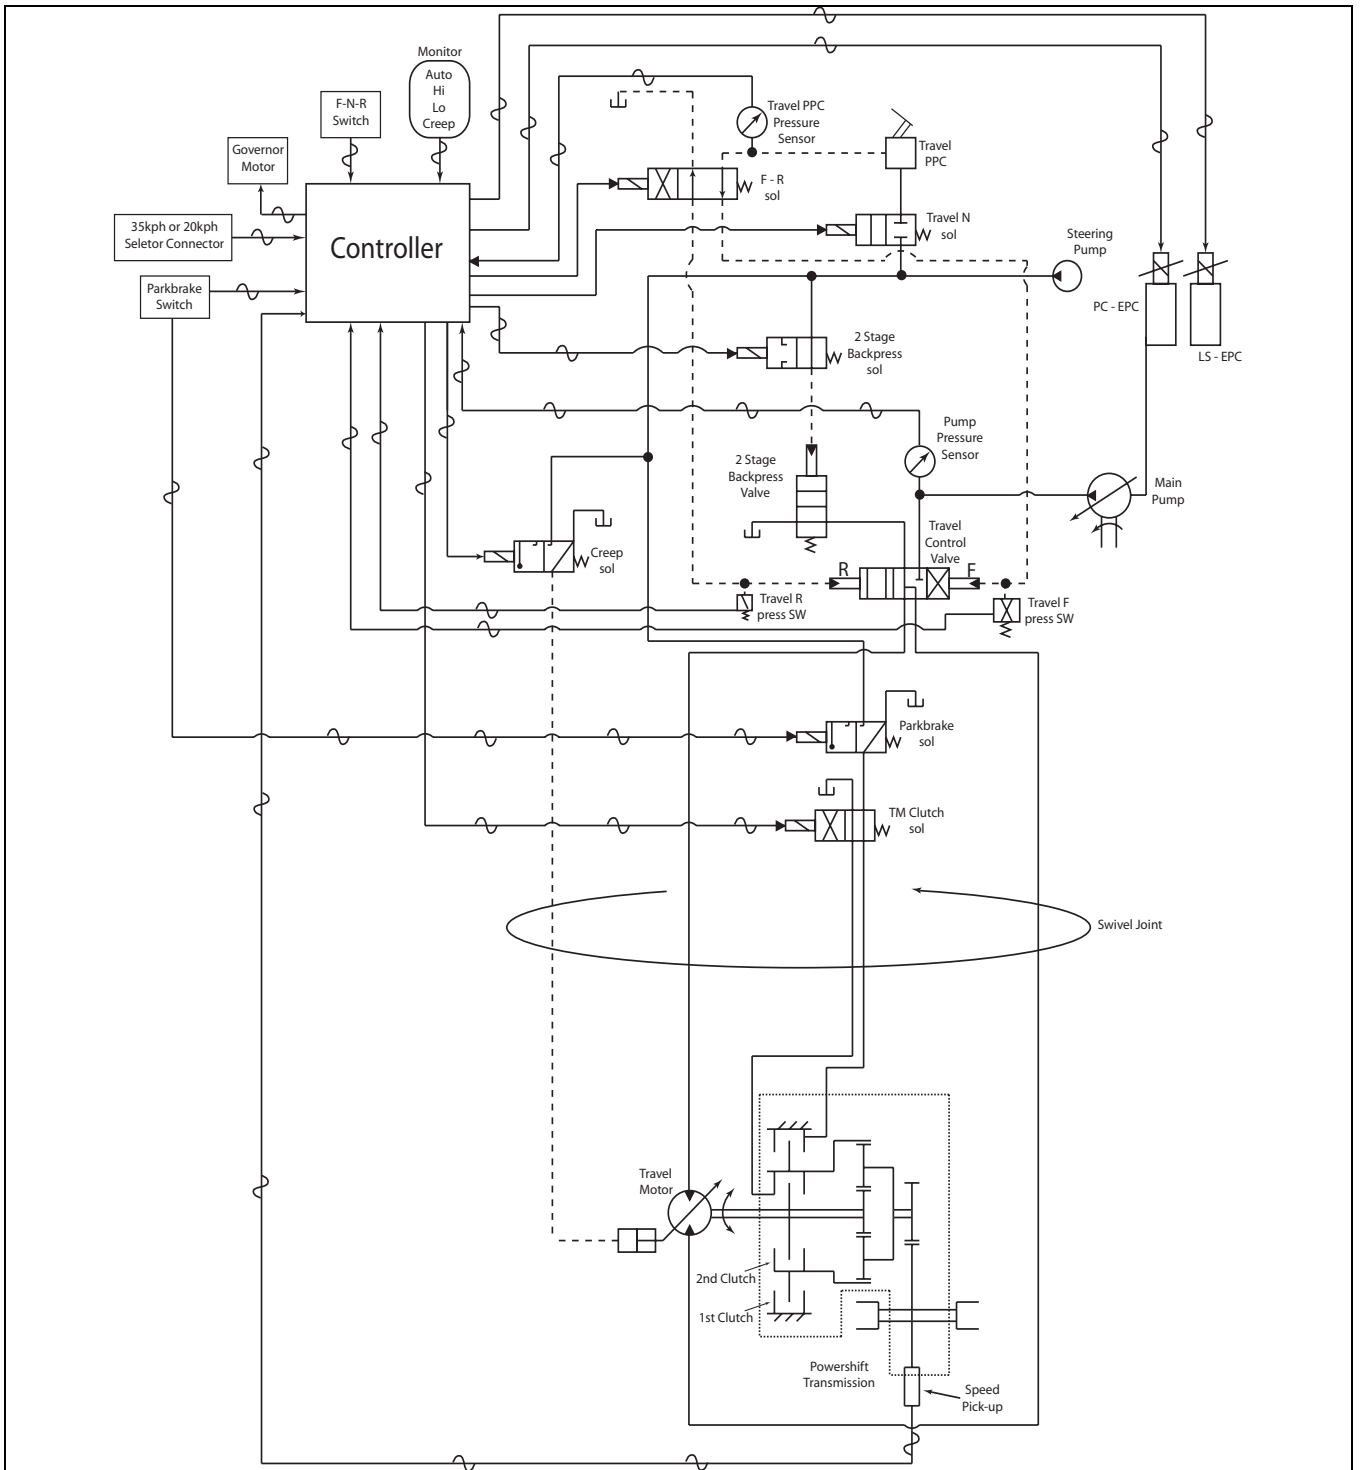 Monitor
Auto
Hi
Lo
Creep
F-N-R
Switch
Governor
Motor
35kph or 20kph
Seletor Connector
Parkbrake
Switch
Controller
Travel PPC
Pressure
Sensor
Travel
PPC
F - R
sol
Travel N
sol
Steering
Pump
PC - EPC
LS - EPC
2 Stage
Backpress
sol
Pump
Pressure
Sensor
2 Stage
Backpress
Valve
Main
Pump
Travel
Control
Valve
Creep
sol
R
F
Travel R
press SW
Travel F
press SW
Parkbrake
sol
TM Clutch
sol
Swivel Joint
Travel
Motor
2nd Clutch
1st Clutch
Powershift
Transmission
Speed
Pick-up